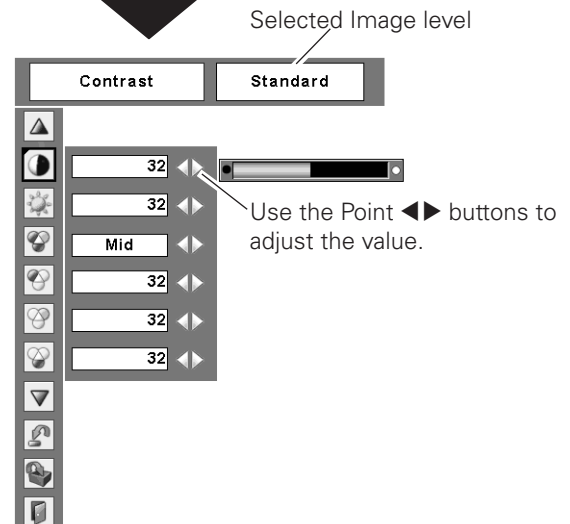 Selected Image level
Contrast Standard
32
32
Use the Point ◀▶ buttons to
adjust the value.
Mid
32
32
32